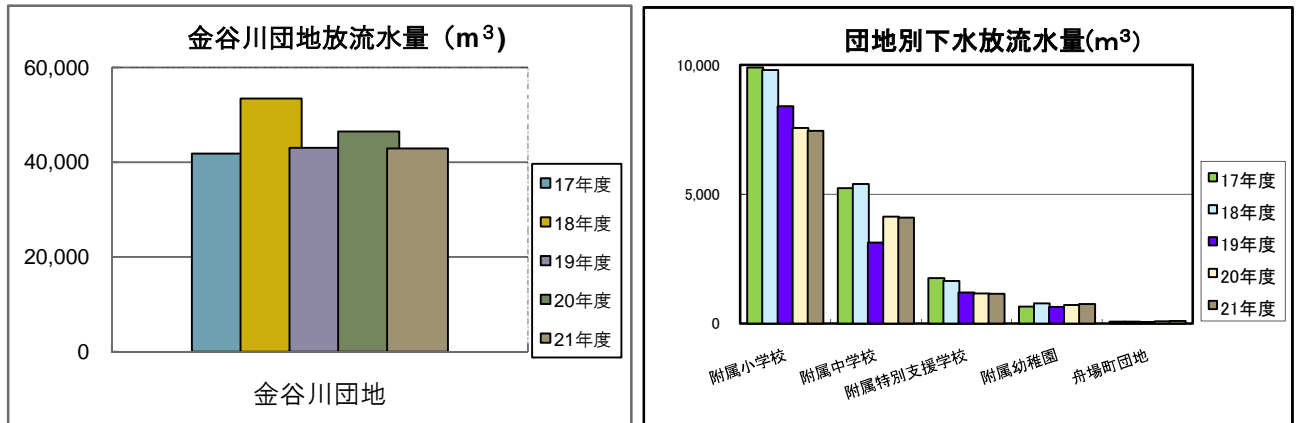 金谷川団地放流水量（m³)
60,000
40,000
20,000
0
金谷川団地
17年度
18年度
19年度
20年度
21年度
団地別下水放流水量(m³)
10,000
5,000
0
附属小学校
附属中学校
附属特別支援学校
附属幼稚園
舟場町団地
17年度
18年度
19年度
20年度
21年度